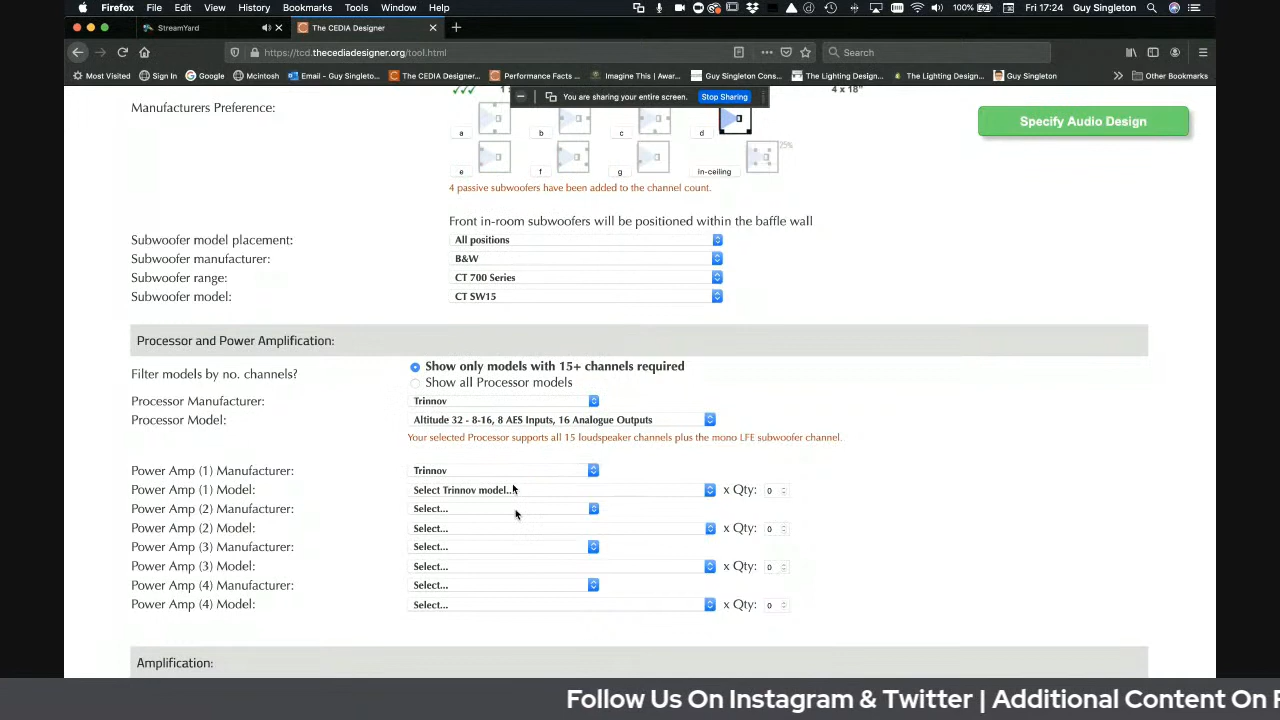 Firefox File Edit View History Bookmarks Tools Window Help 100% Fri 17:24 Guy Singleton
StreamYard
The CEDIA Designer
https://tcd.thecediadesigner.org/tool.html
Search
Most Visited Sign In Google Mcintosh Email - Guy Singleto... The CEDIA Designer... Performance Facts ... Imagine This | Awar... Guy Singleton Cons... The Lighting Design... The Lighting Design... Guy Singleton Other Bookmarks
You are sharing your entire screen. Stop Sharing
4 x 18"
Manufacturers Preference:
Specify Audio Design
a b c d
25%
e f g in-ceiling
4 passive subwoofers have been added to the channel count.
Front in-room subwoofers will be positioned within the baffle wall
Subwoofer model placement: All positions
Subwoofer manufacturer: B&W
Subwoofer range: CT 700 Series
Subwoofer model: CT SW15
Processor and Power Amplification:
Filter models by no. channels? Show only models with 15+ channels required
Show all Processor models
Processor Manufacturer: Trinnov
Processor Model: Altitude 32 - 8-16, 8 AES Inputs, 16 Analogue Outputs
Your selected Processor supports all 15 loudspeaker channels plus the mono LFE subwoofer channel.
Power Amp (1) Manufacturer: Trinnov
Power Amp (1) Model: Select Trinnov model... x Qty: 0
Power Amp (2) Manufacturer: Select...
Power Amp (2) Model: Select... x Qty: 0
Power Amp (3) Manufacturer: Select...
Power Amp (3) Model: Select... x Qty: 0
Power Amp (4) Manufacturer: Select...
Power Amp (4) Model: Select... x Qty: 0
Amplification:
Follow Us On Instagram & Twitter | Additional Content On